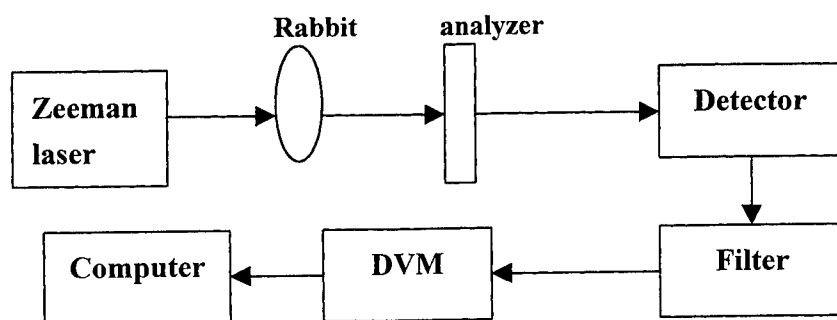 Rabbit
analyzer
Zeeman
laser
Detector
Computer
DVM
Filter